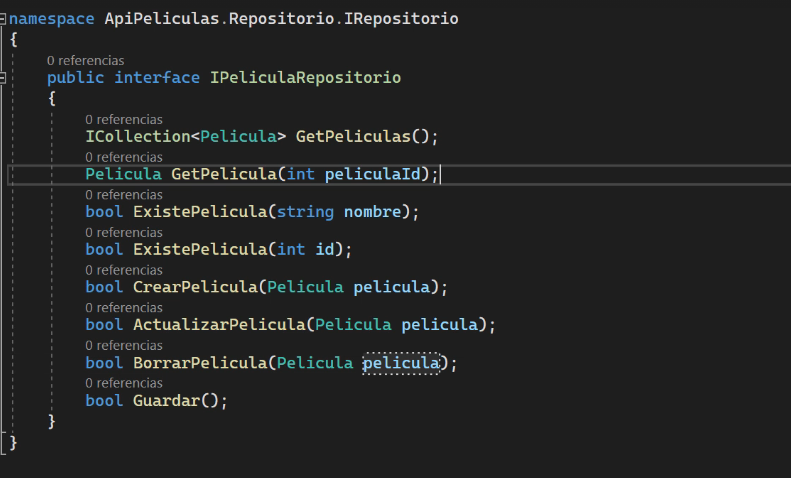 namespace ApiPeliculas.Repositorio.IRepositorio
{
0 referencias
public interface IPeliculaRepositorio
{
0 referencias
ICollection<Pelicula> GetPeliculas();
0 referencias
Pelicula GetPelicula(int peliculaId);
0 referencias
bool ExistePelicula(string nombre);
0 referencias
bool ExistePelicula(int id);
0 referencias
bool CrearPelicula(Pelicula pelicula);
0 referencias
bool ActualizarPelicula(Pelicula pelicula);
0 referencias
bool BorrarPelicula(Pelicula pelicula);
0 referencias
bool Guardar();
}
}